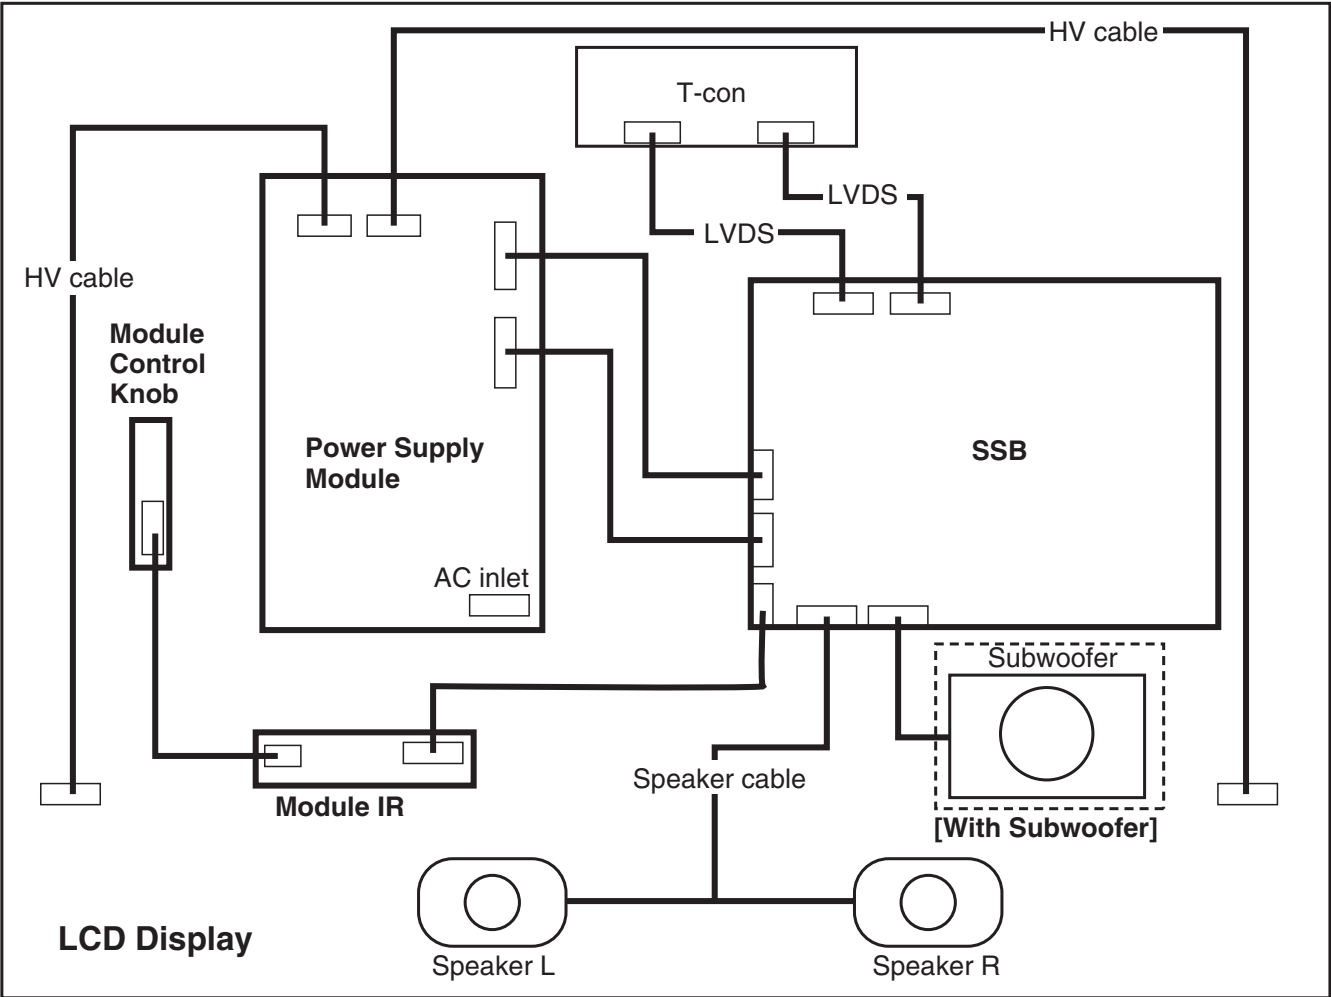 HV cable
T-con
LVDS
LVDS
HV cable
Module
Control
Knob
Power Supply
Module
SSB
AC inlet
Subwoofer
Speaker cable
Module IR
[With Subwoofer]
LCD Display
Speaker L
Speaker R